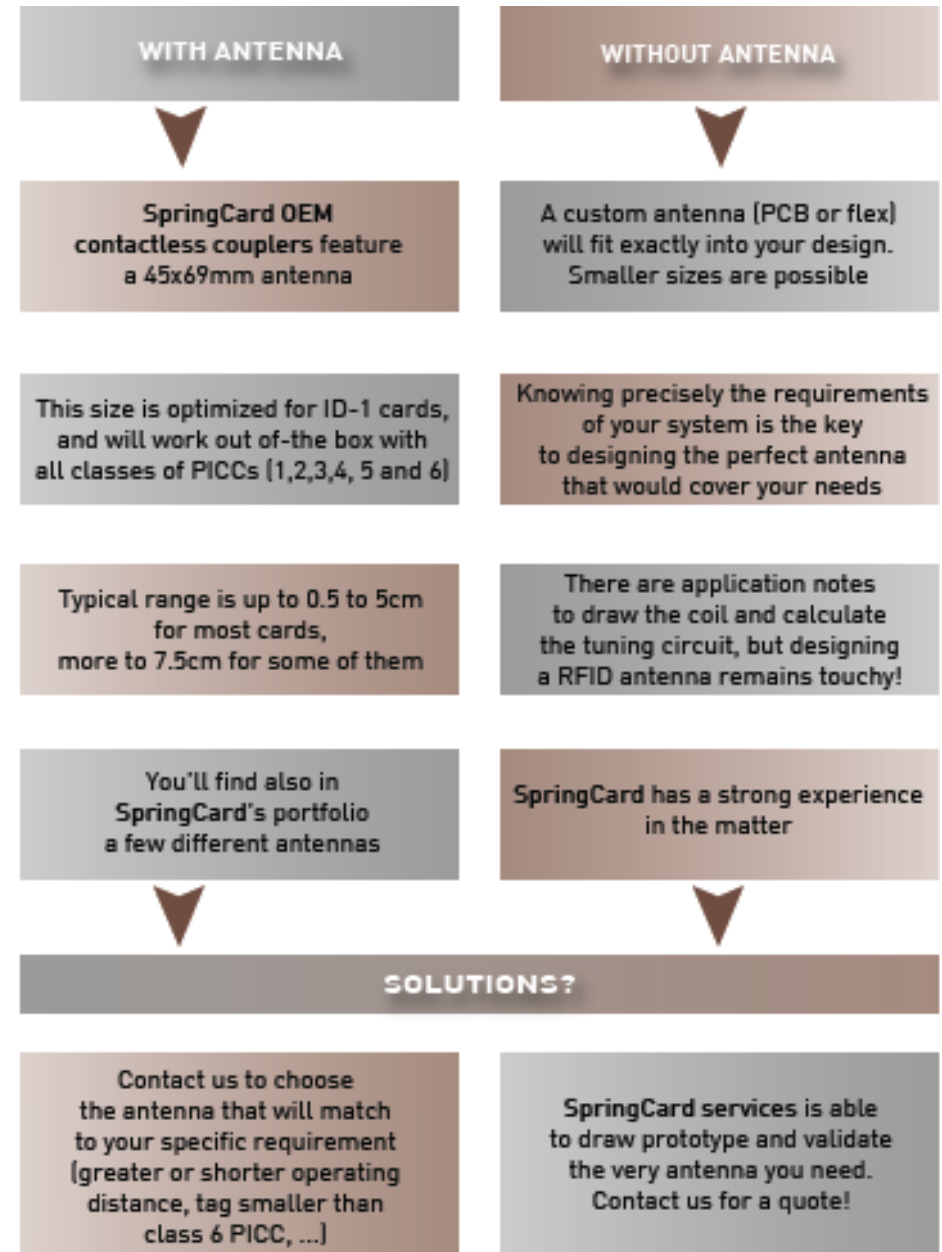 WITH ANTENNA
SpringCard OEM
contactless couplers feature
a 45x69mm antenna
This size is optimized for ID-1 cards,
and will work out of-the box with
all classes of PICCs (1,2,3,4, 5 and 6)
Typical range is up to 0.5 to 5cm
for most cards,
more to 7.5cm for some of them
You'll find also in
SpringCard's portfolio
a few different antennas
WITHOUT ANTENNA
A custom antenna (PCB or flex)
will fit exactly into your design.
Smaller sizes are possible
Knowing precisely the requirements
of your system is the key
to designing the perfect antenna
that would cover your needs
There are application notes
to draw the coil and calculate
the tuning circuit, but designing
a RFID antenna remains touchy!
SpringCard has a strong experience
in the matter
SOLUTIONS?
Contact us to choose
the antenna that will match
to your specific requirement
(greater or shorter operating
distance, tag smaller than
class 6 PICC, ...)
SpringCard services is able
to draw prototype and validate
the very antenna you need.
Contact us for a quote!